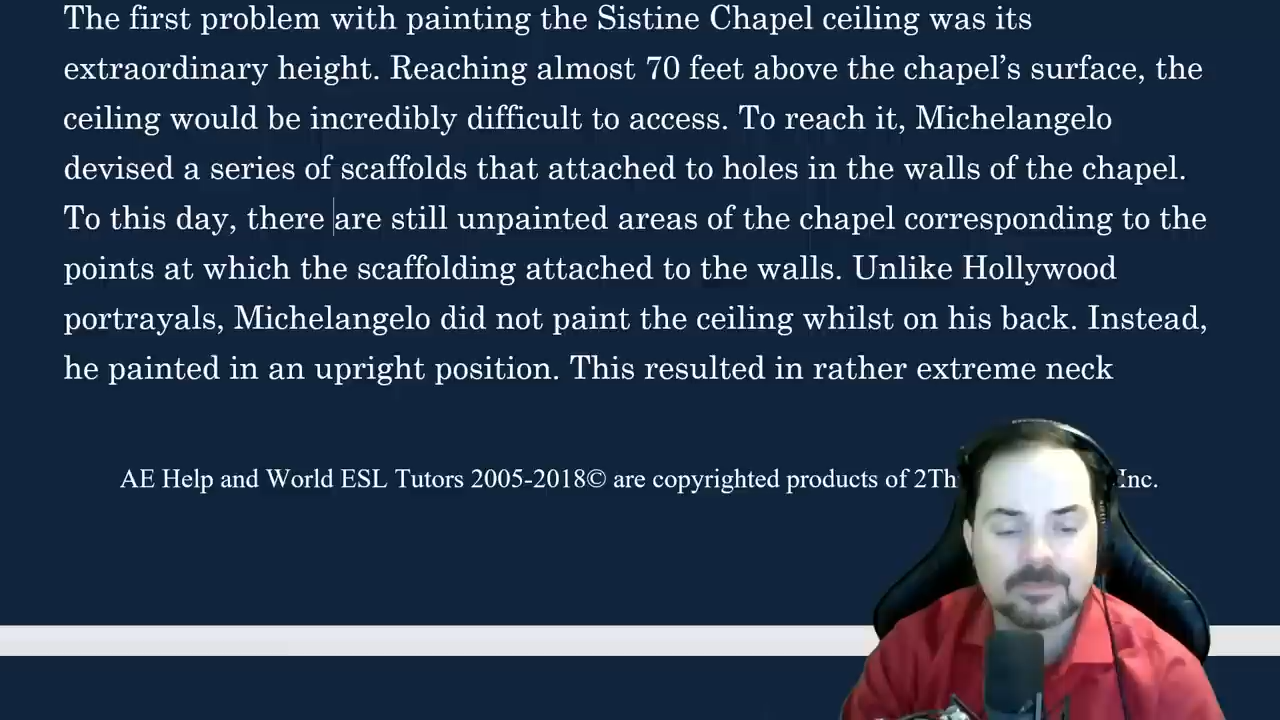 The first problem with painting the Sistine Chapel ceiling was its
extraordinary height. Reaching almost 70 feet above the chapel’s surface, the
ceiling would be incredibly difficult to access. To reach it, Michelangelo
devised a series of scaffolds that attached to holes in the walls of the chapel.
To this day, there are still unpainted areas of the chapel corresponding to the
points at which the scaffolding attached to the walls. Unlike Hollywood
portrayals, Michelangelo did not paint the ceiling whilst on his back. Instead,
he painted in an upright position. This resulted in rather extreme neck
AE Help and World ESL Tutors 2005-2018© are copyrighted products of Inc.